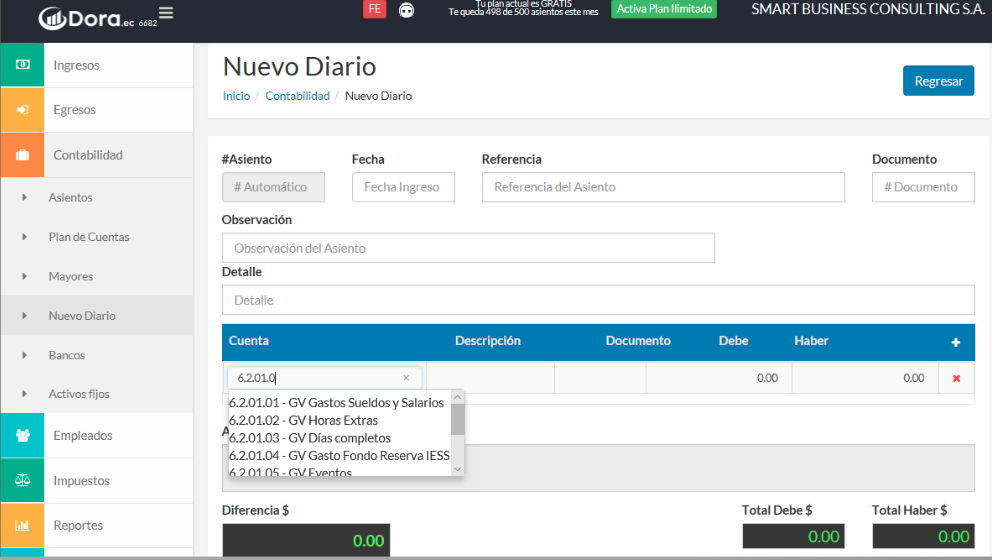 Dora.ec 6682
FE
Tu plan actual es GRATIS
Te queda 498 de 500 asientos este mes
Activa Plan Ilimitado
SMART BUSINESS CONSULTING S.A.
Ingresos
Egresos
Contabilidad
Asientos
Plan de Cuentas
Mayores
Nuevo Diario
Bancos
Activos fijos
Empleados
Impuestos
Reportes
Nuevo Diario
Inicio / Contabilidad / Nuevo Diario
Regresar
#Asiento Fecha Referencia Documento
# Automático Fecha Ingreso Referencia del Asiento # Documento
Observación
Observación del Asiento
Detalle
Detalle
Cuenta Descripción Documento Debe Haber +
6.2.01.0 × 0.00 0.00 ×
6.2.01.01 - GV Gastos Sueldos y Salarios
6.2.01.02 - GV Horas Extras
6.2.01.03 - GV Días completos
6.2.01.04 - GV Gasto Fondo Reserva IESS
6.2.01.05 - GV Eventos
Diferencia $ Total Debe $ Total Haber $
0.00 0.00 0.00